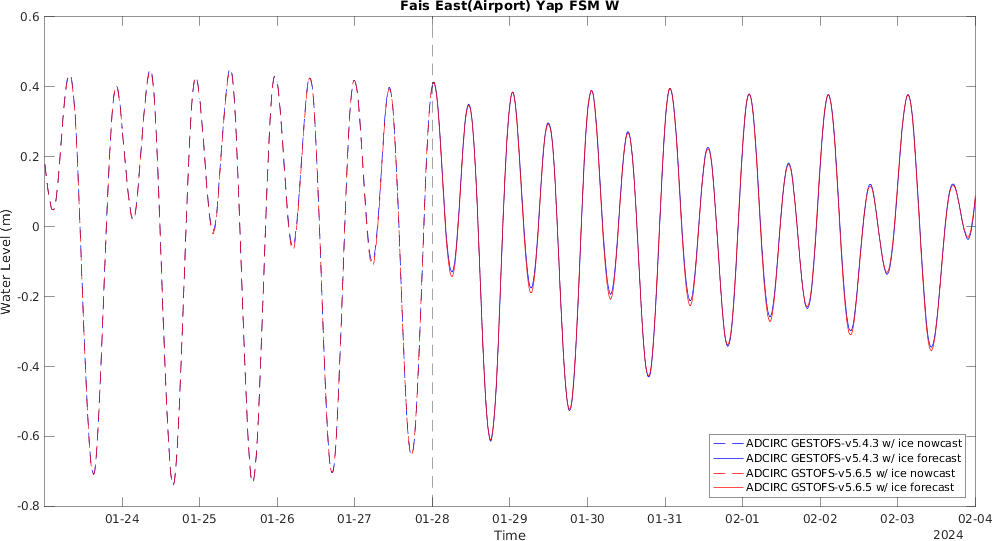 Fais East(Airport) Yap FSM W
0.6
0.4
0.2
0
-0.2
-0.4
-0.6
-0.8
Water Level (m)
ADCIRC GESTOFS-v5.4.3 w/ ice nowcast
ADCIRC GESTOFS-v5.4.3 w/ ice forecast
ADCIRC GSTOFS-v5.6.5 w/ ice nowcast
ADCIRC GSTOFS-v5.6.5 w/ ice forecast
01-24 01-25 01-26 01-27 01-28 01-29 01-30 01-31 02-01 02-02 02-03 02-04
Time
2024